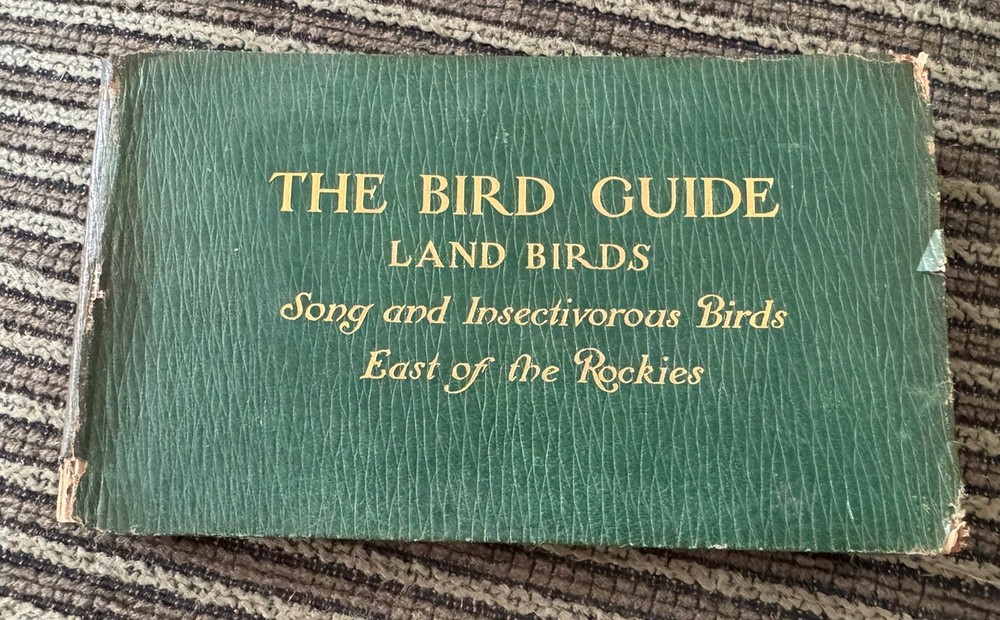 THE BIRD GUIDE
LAND BIRDS
Song and Insectivorous Birds
East of the Rockies